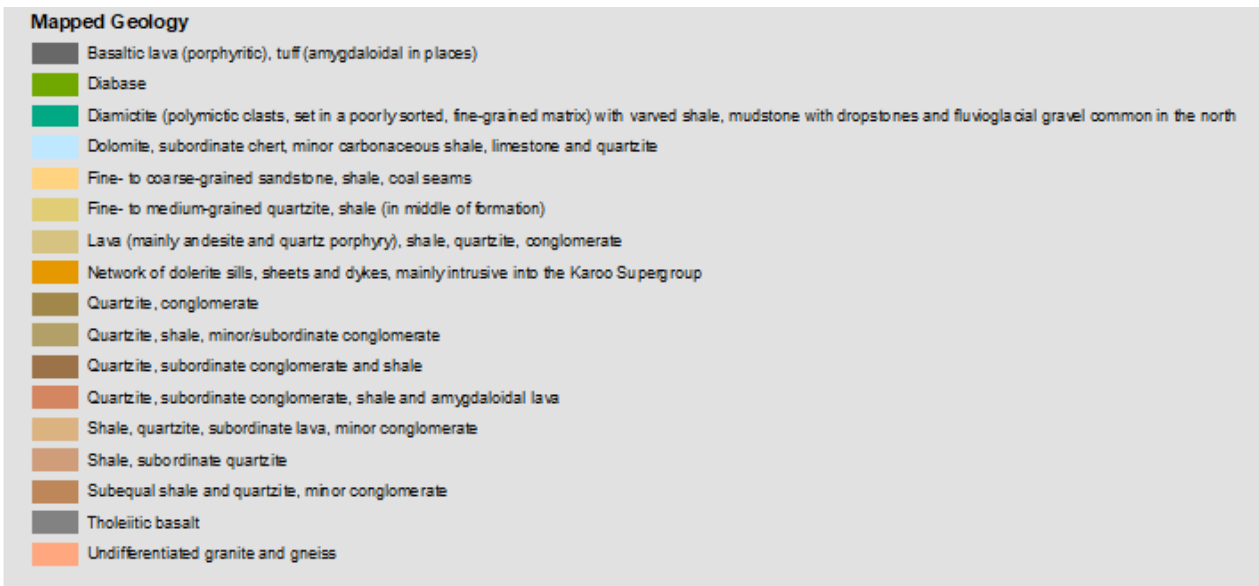 Mapped Geology
Basaltic lava (porphyritic), tuff (amygdaloidal in places)
Diabase
Diamictite (polymictic clasts, set in a poorly sorted, fine-grained matrix) with varved shale, mudstone with dropstones and fluvioglacial gravel common in the north
Dolomite, subordinate chert, minor carbonaceous shale, limestone and quartzite
Fine- to coarse-grained sandstone, shale, coal seams
Fine- to medium-grained quartzite, shale (in middle of formation)
Lava (mainly andesite and quartz porphyry), shale, quartzite, conglomerate
Network of dolerite sills, sheets and dykes, mainly intrusive into the Karoo Supergroup
Quartzite, conglomerate
Quartzite, shale, minor/subordinate conglomerate
Quartzite, subordinate conglomerate and shale
Quartzite, subordinate conglomerate, shale and amygdaloidal lava
Shale, quartzite, subordinate lava, minor conglomerate
Shale, subordinate quartzite
Subequal shale and quartzite, minor conglomerate
Tholeiitic basalt
Undifferentiated granite and gneiss